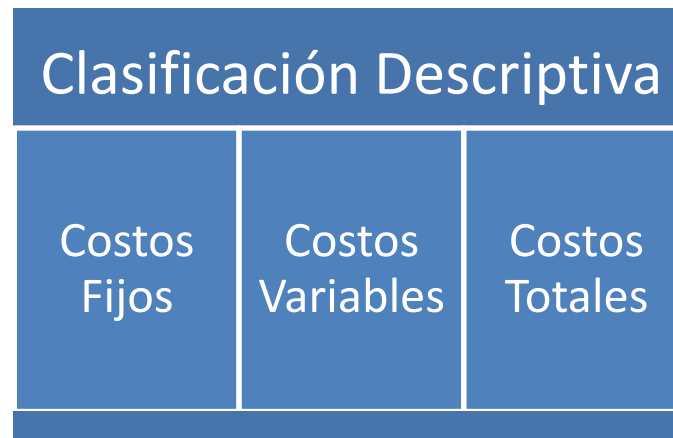 Clasificación Descriptiva
Costos
Fijos
Costos
Variables
Costos
Totales